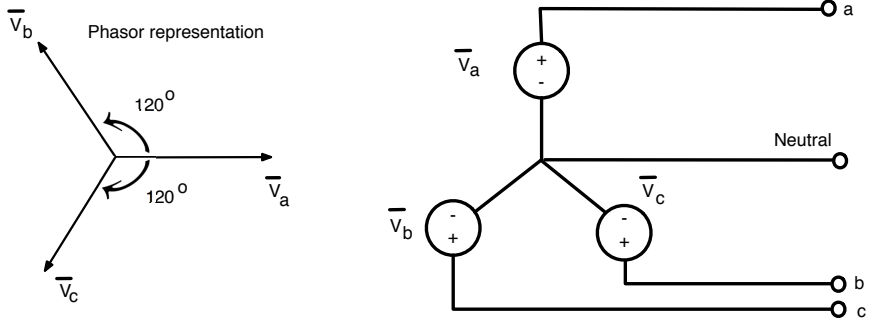 V̅b
Phasor representation
120°
120°
V̅a
V̅c
a
V̅a
+
-
Neutral
V̅b
-
+
V̅c
-
+
b
c